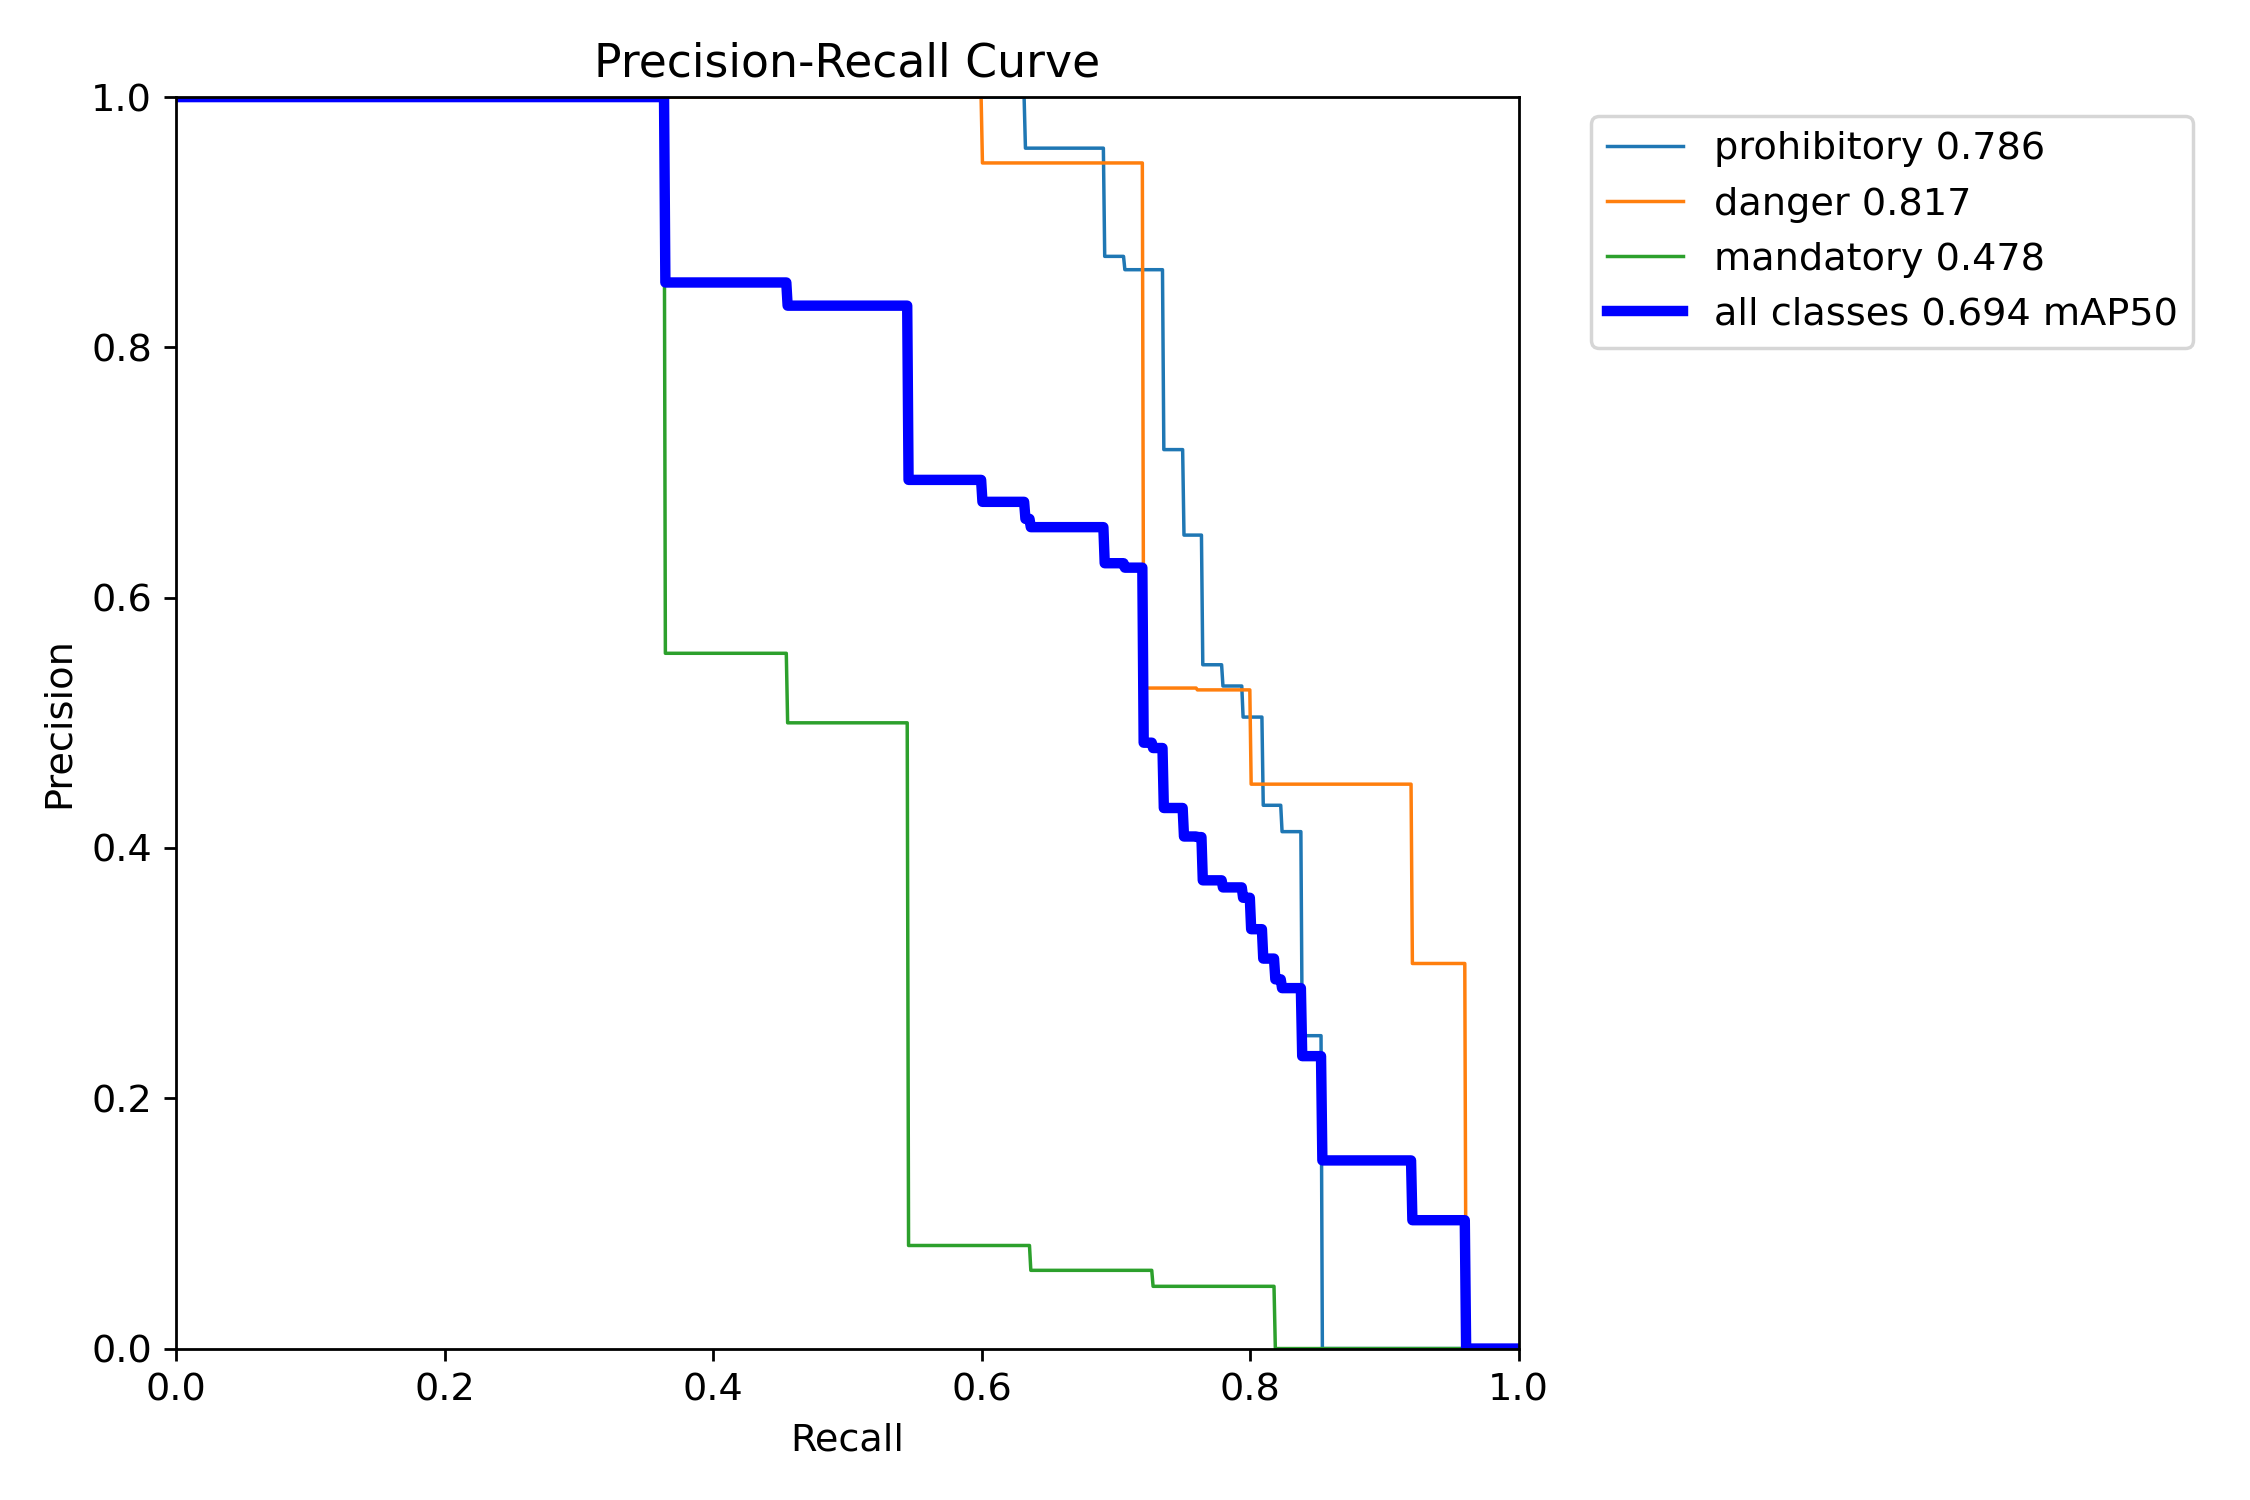 Precision-Recall Curve
1.0
0.8
0.6
0.4
0.2
0.0
Precision
0.0 0.2 0.4 0.6 0.8 1.0
Recall
prohibitory 0.786
danger 0.817
mandatory 0.478
all classes 0.694 mAP50